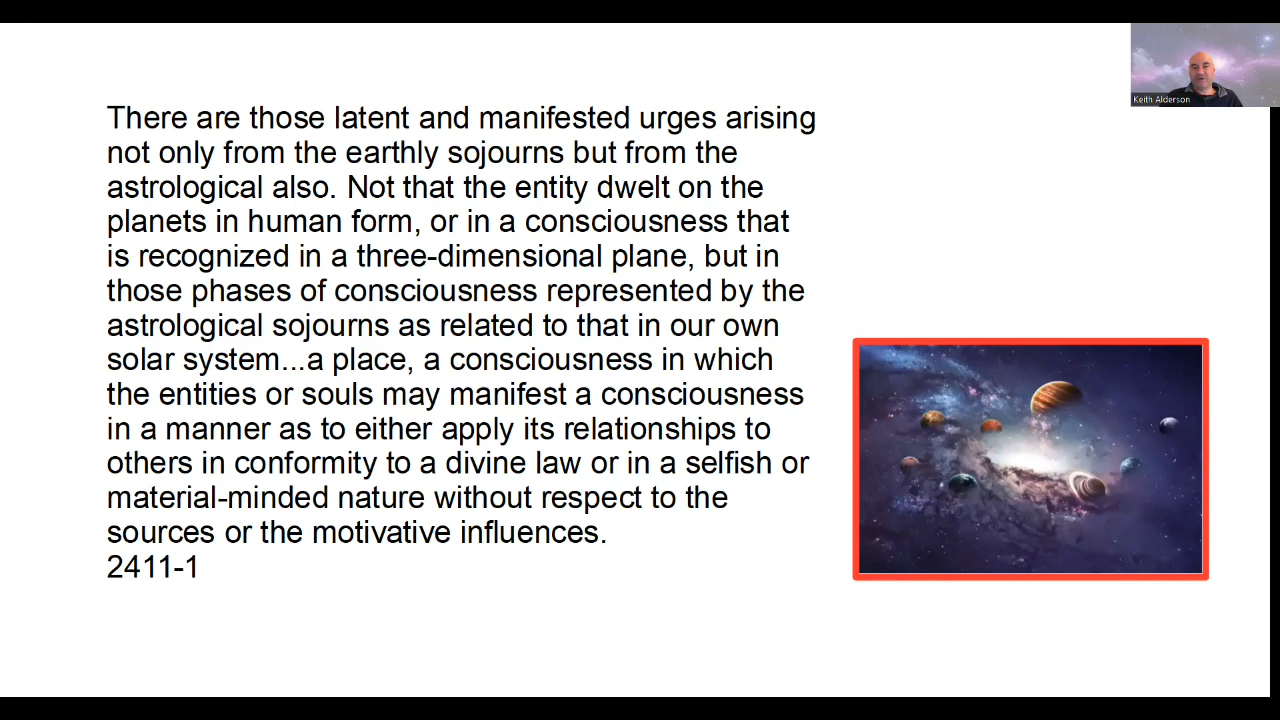 There are those latent and manifested urges arising
not only from the earthly sojourns but from the
astrological also. Not that the entity dwelt on the
planets in human form, or in a consciousness that
is recognized in a three-dimensional plane, but in
those phases of consciousness represented by the
astrological sojourns as related to that in our own
solar system...a place, a consciousness in which
the entities or souls may manifest a consciousness
in a manner as to either apply its relationships to
others in conformity to a divine law or in a selfish or
material-minded nature without respect to the
sources or the motivative influences.
2411-1
Keith Alderson